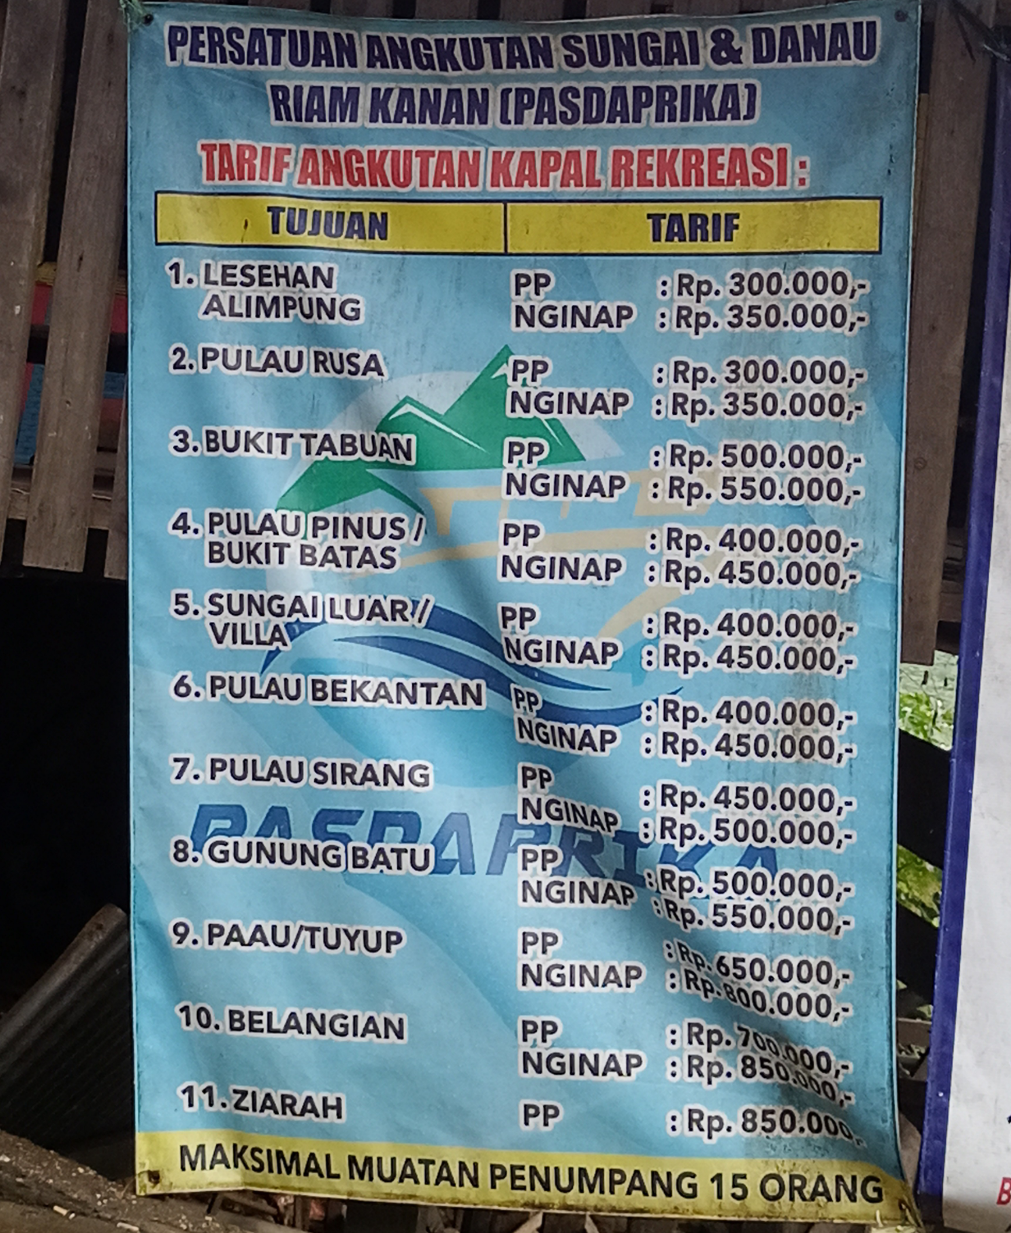 PERSATUAN ANGKUTAN SUNGAI & DANAU
RIAM KANAN (PASDAPRIKA)
TARIF ANGKUTAN KAPAL REKREASI :
TUJUAN TARIF
1. LESEHAN PP : Rp. 300.000,-
ALIMPUNG NGINAP : Rp. 350.000,-
2. PULAU RUSA PP : Rp. 300.000,-
NGINAP : Rp. 350.000,-
3. BUKIT TABUAN PP : Rp. 500.000,-
NGINAP : Rp. 550.000,-
4. PULAU PINUS / PP : Rp. 400.000,-
BUKIT BATAS NGINAP : Rp. 450.000,-
5. SUNGAI LUAR / PP : Rp. 400.000,-
VILLA NGINAP : Rp. 450.000,-
6. PULAU BEKANTAN PP : Rp. 400.000,-
NGINAP : Rp. 450.000,-
7. PULAU SIRANG PP : Rp. 450.000,-
NGINAP : Rp. 500.000,-
PASDAPRIKA
8. GUNUNG BATU PP : Rp. 500.000,-
NGINAP : Rp. 550.000,-
9. PAAU/TUYUP PP : Rp. 650.000,-
NGINAP : Rp. 800.000,-
10. BELANGIAN PP : Rp. 700.000,-
NGINAP : Rp. 850.000,-
11. ZIARAH PP : Rp. 850.000,-
MAKSIMAL MUATAN PENUMPANG 15 ORANG